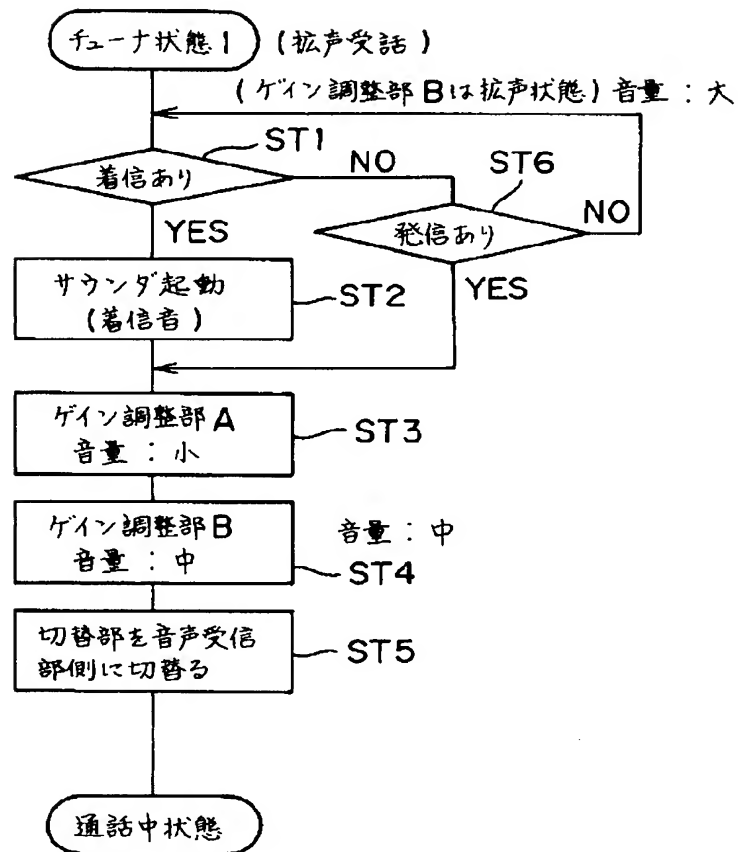 チューナ状態1 (拡声受話)
(ゲイン調整部Bは拡声状態) 音量:大
ST1
着信あり
NO
ST6
発信あり
NO
YES
YES
サウンダ起動
(着信音)
ST2
ゲイン調整部A
音量:小
ST3
ゲイン調整部B
音量:中
音量:中
ST4
切替部を音声受信
部側に切替る
ST5
通話中状態